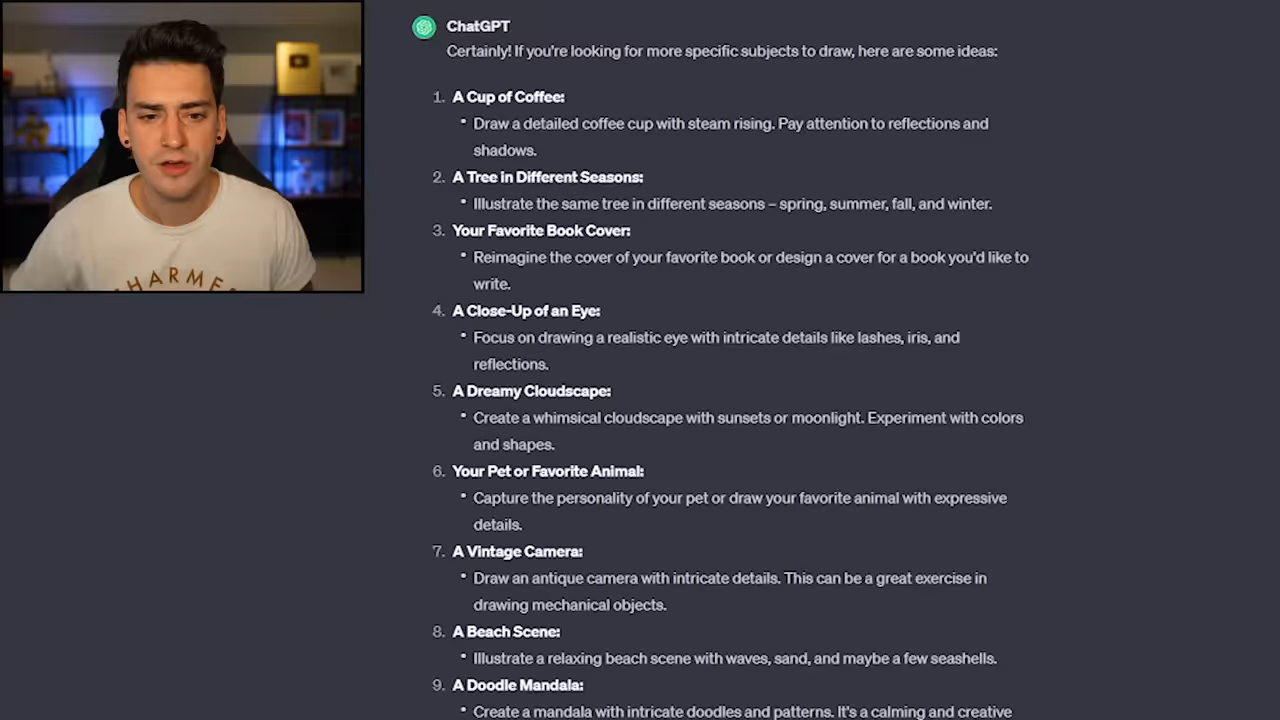 ChatGPT
Certainly! If you're looking for more specific subjects to draw, here are some ideas:
1. A Cup of Coffee:
• Draw a detailed coffee cup with steam rising. Pay attention to reflections and
shadows.
2. A Tree in Different Seasons:
• Illustrate the same tree in different seasons – spring, summer, fall, and winter.
3. Your Favorite Book Cover:
• Reimagine the cover of your favorite book or design a cover for a book you'd like to
write.
4. A Close-Up of an Eye:
• Focus on drawing a realistic eye with intricate details like lashes, iris, and
reflections.
5. A Dreamy Cloudscape:
• Create a whimsical cloudscape with sunsets or moonlight. Experiment with colors
and shapes.
6. Your Pet or Favorite Animal:
• Capture the personality of your pet or draw your favorite animal with expressive
details.
7. A Vintage Camera:
• Draw an antique camera with intricate details. This can be a great exercise in
drawing mechanical objects.
8. A Beach Scene:
• Illustrate a relaxing beach scene with waves, sand, and maybe a few seashells.
9. A Doodle Mandala:
• Create a mandala with intricate doodles and patterns. It's a calming and creative